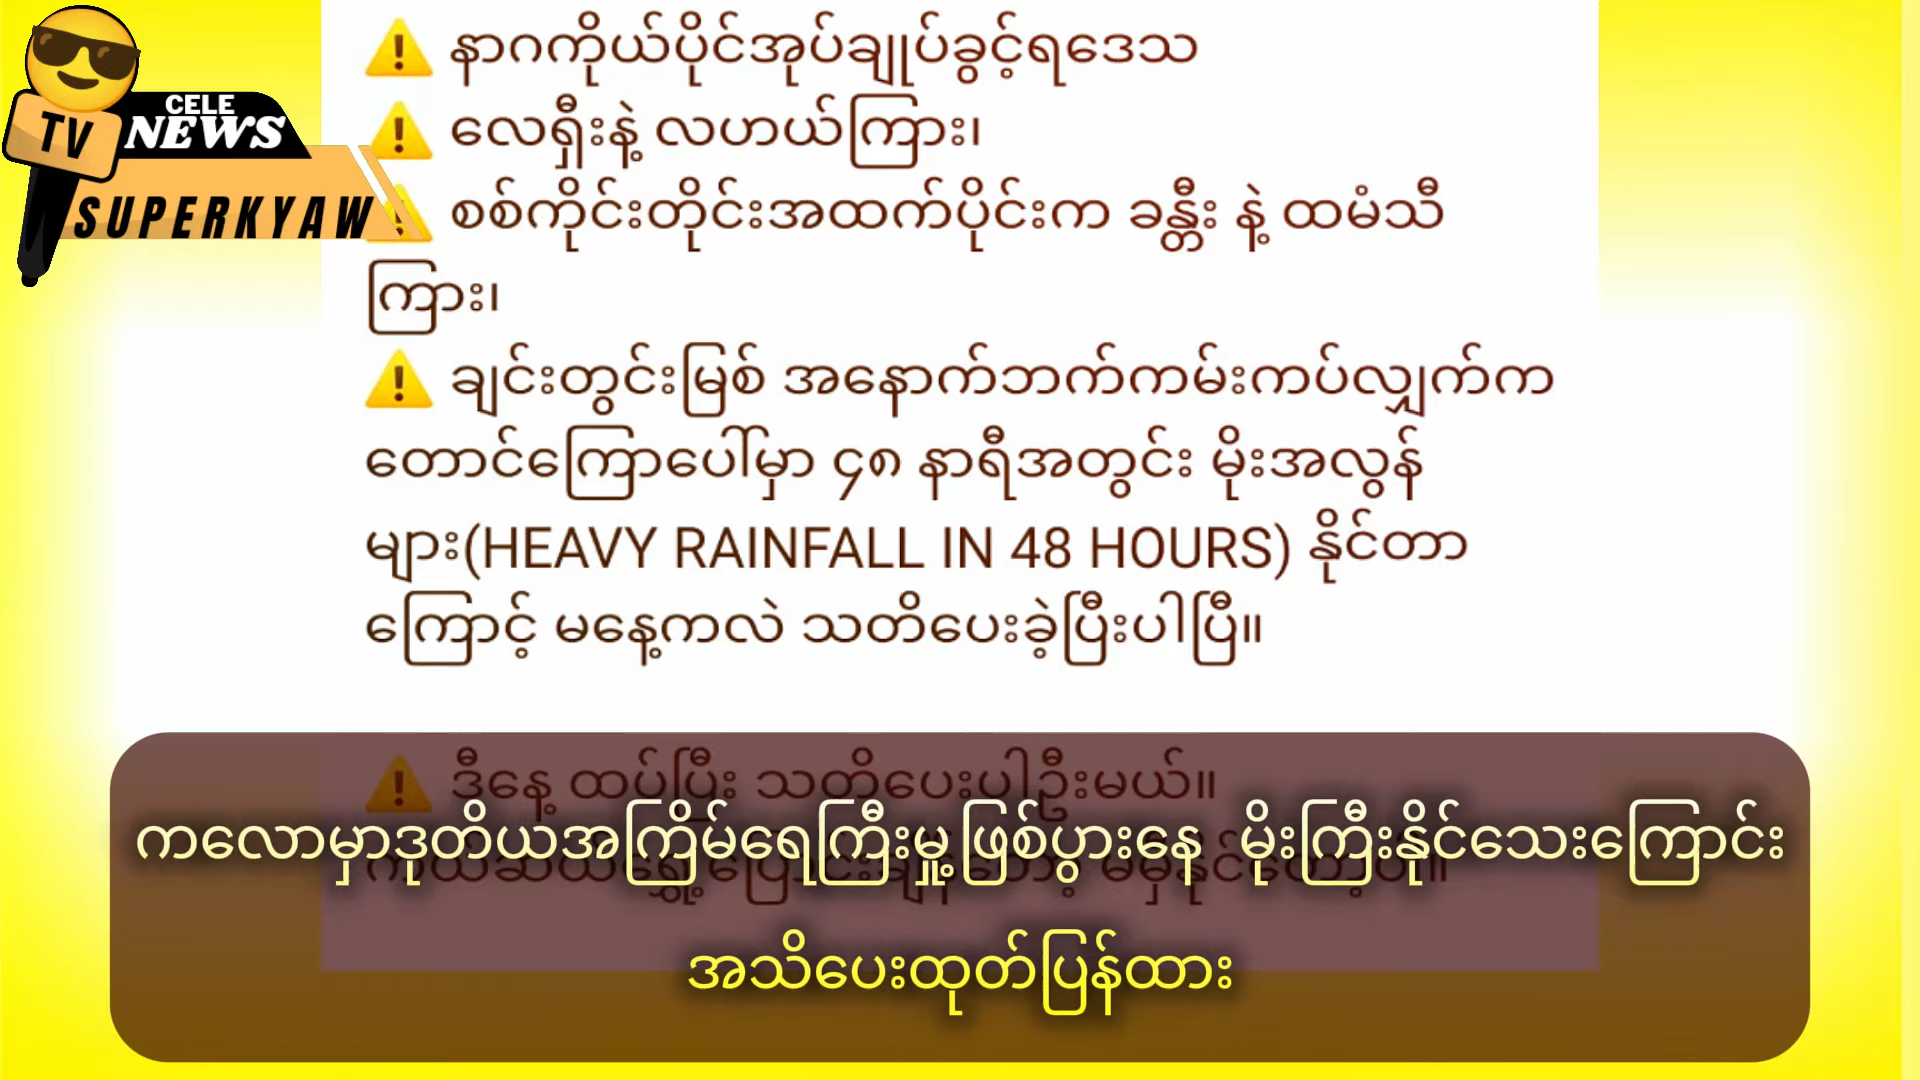 ⚠️ နာဂကိုယ်ပိုင်အုပ်ချုပ်ခွင့်ရဒေသ
TV CELE NEWS
⚠️ လေရှီးနဲ့ လဟယ်ကြား၊
SUPERKYAW
⚠️ စစ်ကိုင်းတိုင်းအထက်ပိုင်းက ခန္တီး နဲ့ ထမံသီ
ကြား၊
⚠️ ချင်းတွင်းမြစ် အနောက်ဘက်ကမ်းကပ်လျှက်က
တောင်ကြောပေါ်မှာ ၄၈ နာရီအတွင်း မိုးအလွန်
များ(HEAVY RAINFALL IN 48 HOURS) နိုင်တာ
ကြောင့် မနေ့ကလဲ သတိပေးခဲ့ပြီးပါပြီ။
⚠️ ဒီနေ့ ထပ်ပြီး သတိပေးပါဦးမယ်။
ကလောမှာဒုတိယအကြိမ်ရေကြီးမှု့ဖြစ်ပွားနေ မိုးကြီးနိုင်သေးကြောင်း
အသိပေးထုတ်ပြန်ထား